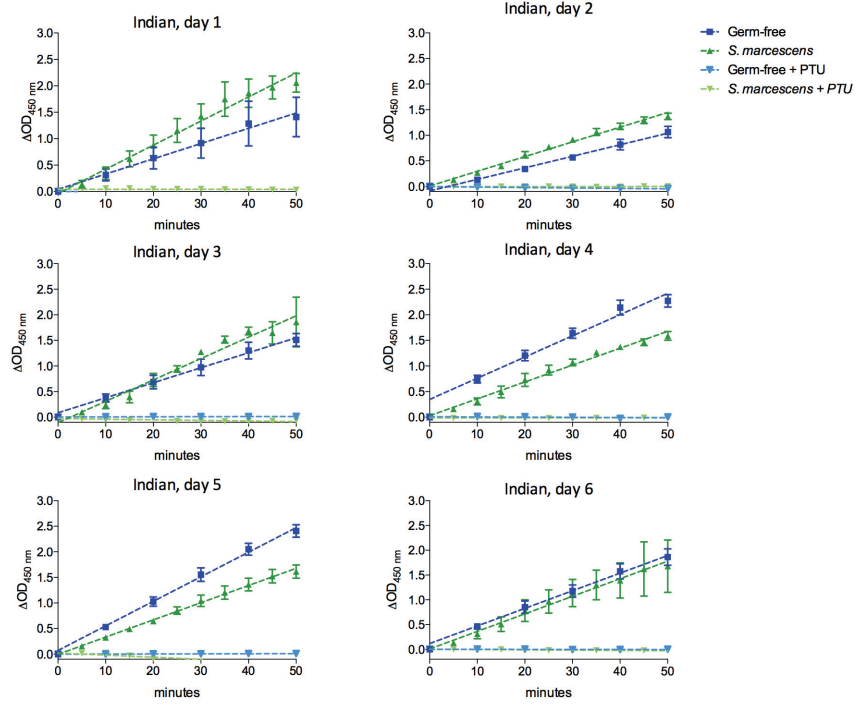 Indian, day 1
3.0
2.5
2.0
1.5
1.0
0.5
0.0
ΔOD450 nm
0 10 20 30 40 50
minutes
Indian, day 2
3.0
2.5
2.0
1.5
1.0
0.5
0.0
ΔOD450 nm
0 10 20 30 40 50
minutes
Germ-free
S. marcescens
Germ-free + PTU
S. marcescens + PTU
Indian, day 3
3.0
2.5
2.0
1.5
1.0
0.5
0.0
ΔOD450 nm
0 10 20 30 40 50
minutes
Indian, day 4
3.0
2.5
2.0
1.5
1.0
0.5
0.0
ΔOD450 nm
0 10 20 30 40 50
minutes
Indian, day 5
3.0
2.5
2.0
1.5
1.0
0.5
0.0
ΔOD450 nm
0 10 20 30 40 50
minutes
Indian, day 6
3.0
2.5
2.0
1.5
1.0
0.5
0.0
ΔOD450 nm
0 10 20 30 40 50
minutes